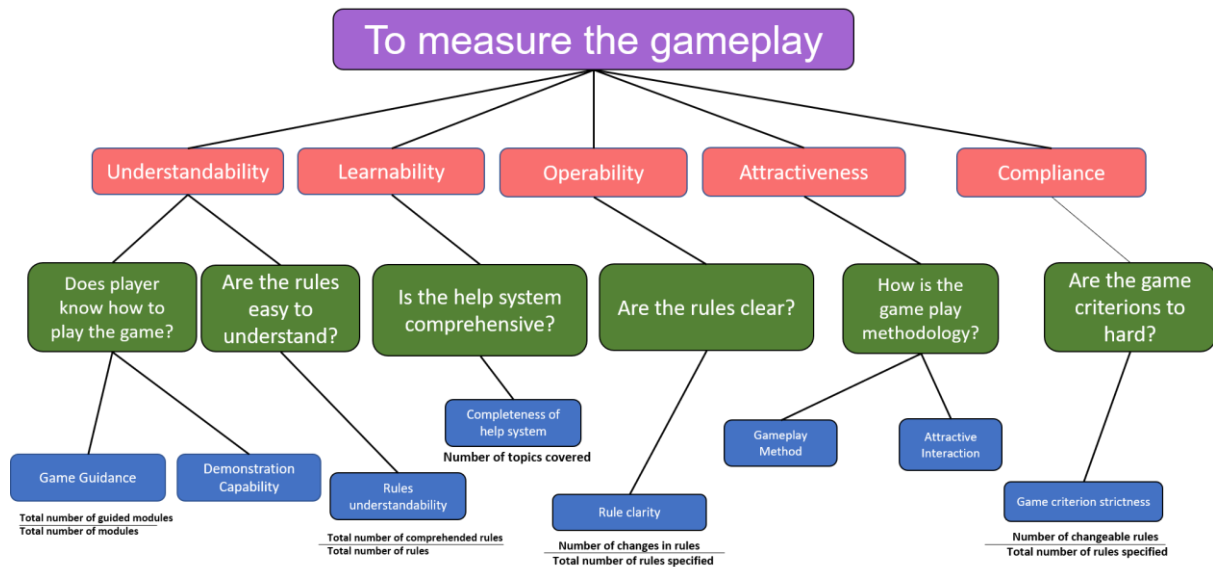 To measure the gameplay
Understandability
Learnability
Operability
Attractiveness
Compliance
Does player
know how to
play the game?
Are the rules
easy to
understand?
Is the help system
comprehensive?
Are the rules clear?
How is the
game play
methodology?
Are the game
criterions to
hard?
Completeness of
help system
Number of topics covered
Gameplay
Method
Attractive
Interaction
Game Guidance
Total number of guided modules
Total number of modules
Demonstration
Capability
Rules
understandability
Total number of comprehended rules
Total number of rules
Rule clarity
Number of changes in rules
Total number of rules specified
Game criterion strictness
Number of changeable rules
Total number of rules specified